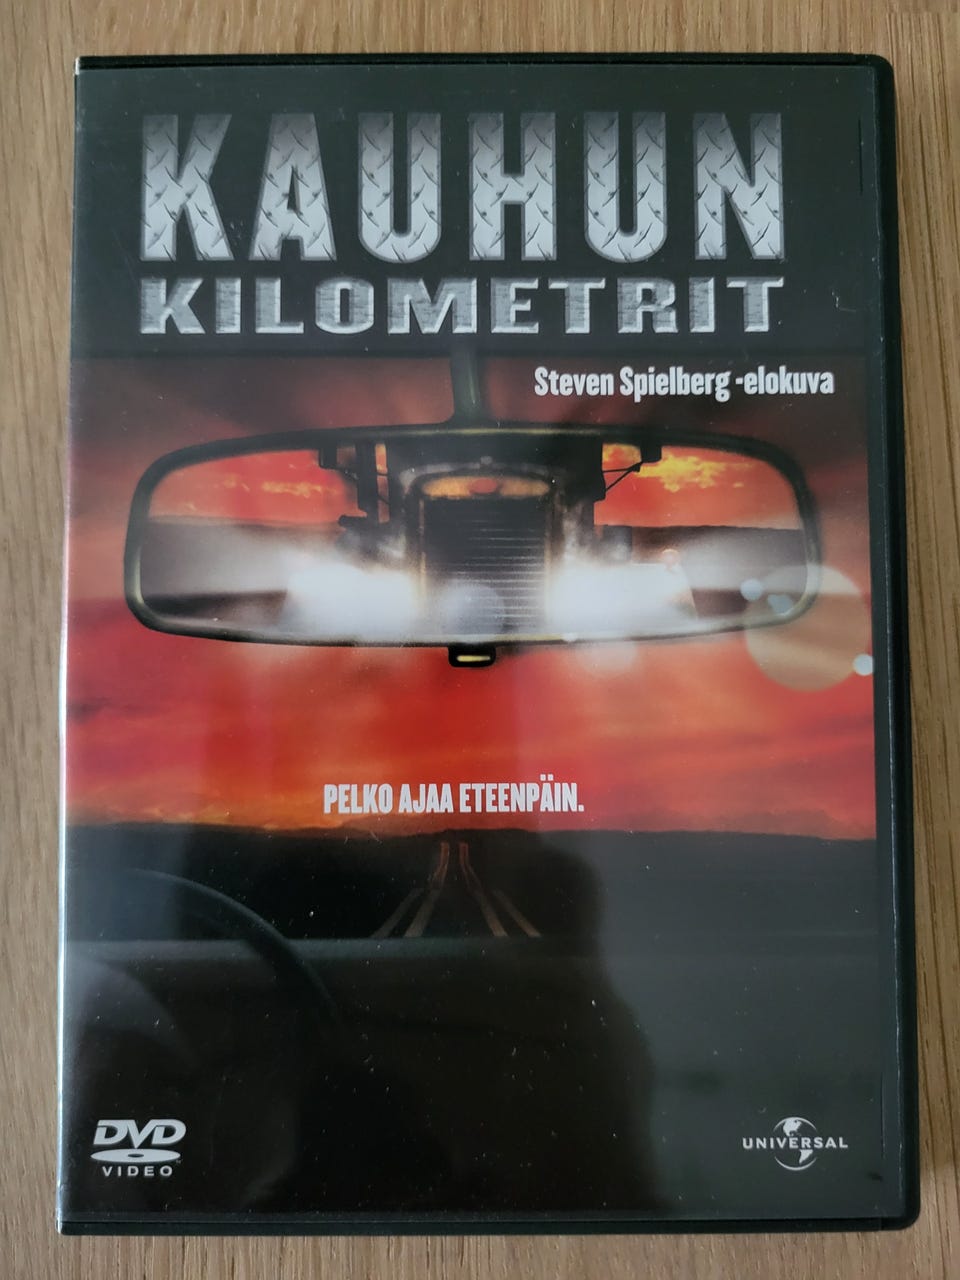 KAUHUN
KILOMETRIT
Steven Spielberg -elokuva
PELKO AJAA ETEENPÄIN.
DVD
VIDEO
UNIVERSAL